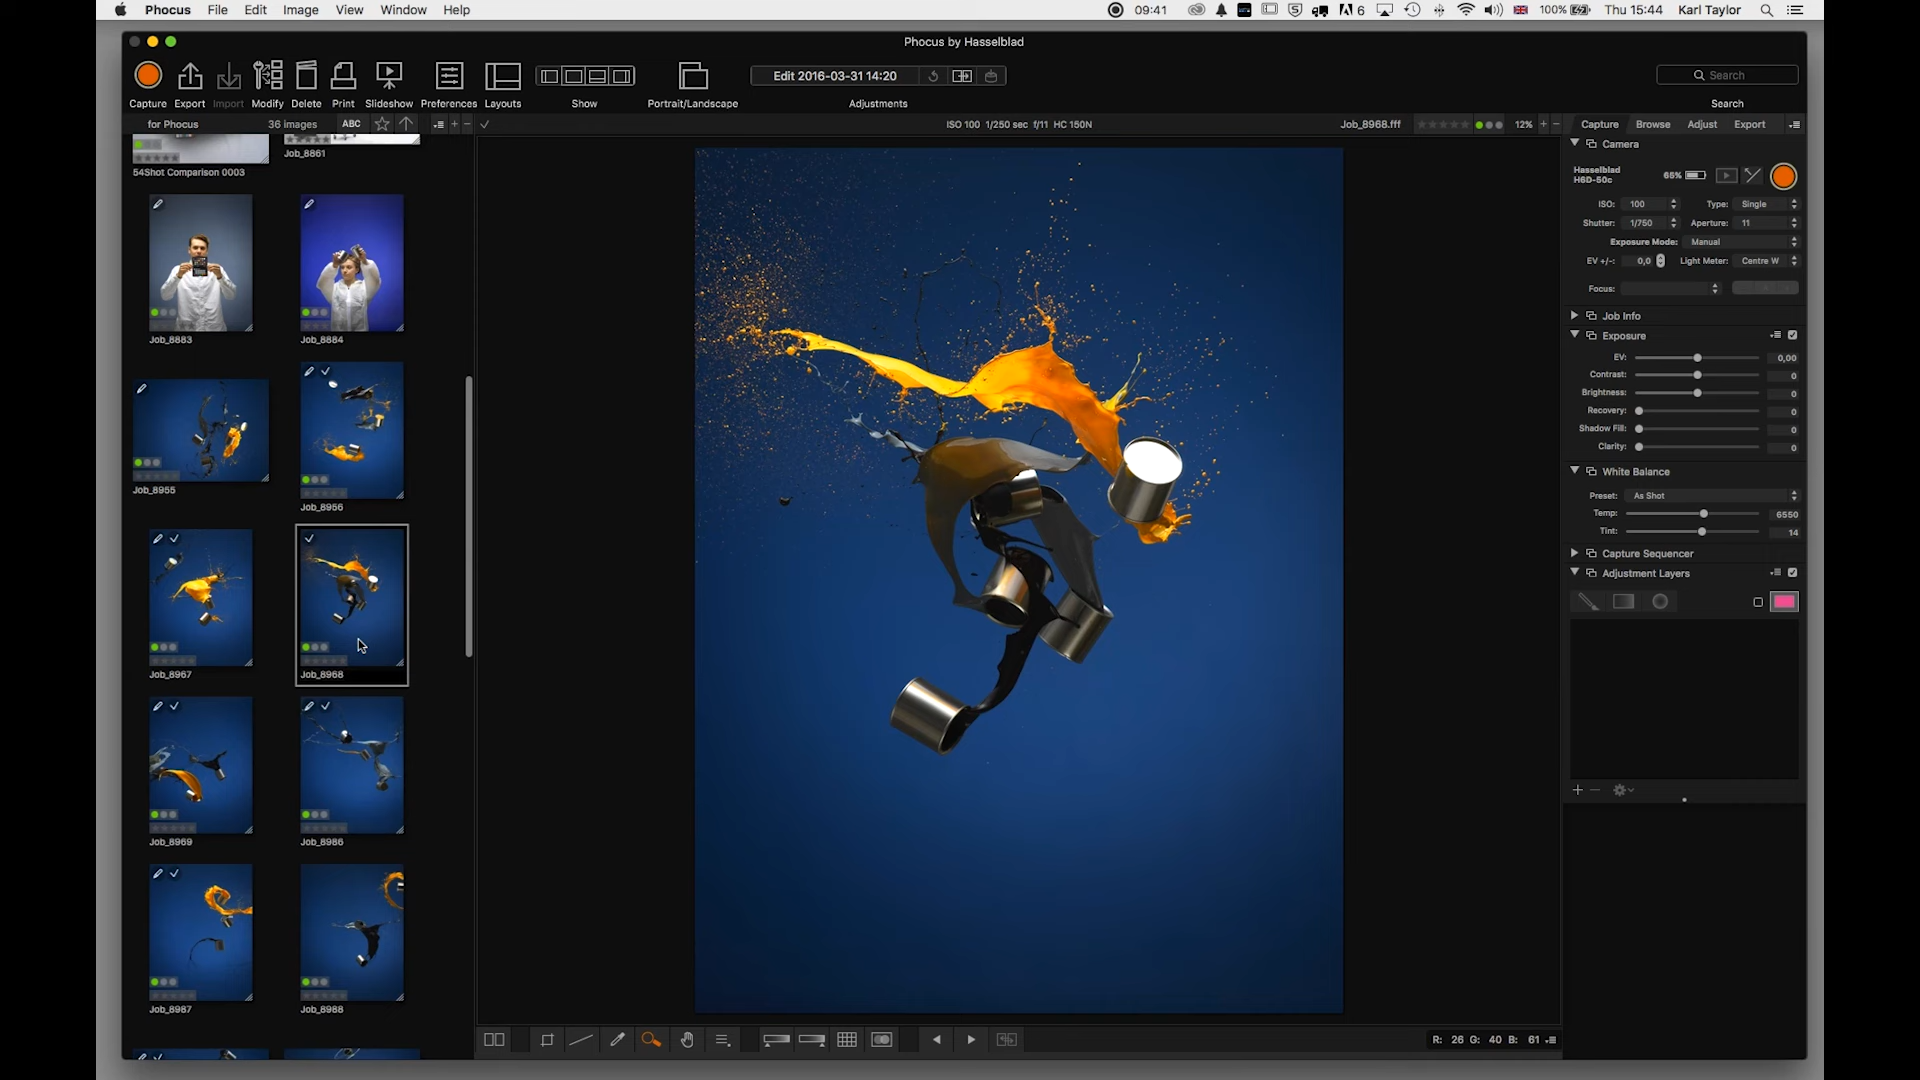 Phocus File Edit Image View Window Help
09:41 6 100% Thu 15:44 Karl Taylor
Phocus by Hasselblad
Edit 2016-03-31 14:20
Search
Capture Export Import Modify Delete Print Slideshow Preferences Layouts Show Portrait/Landscape Adjustments Search
for Phocus 36 images ABC
ISO 100 1/250 sec f/11 HC 150N
Job_8968.fff
12%
Capture Browse Adjust Export
Camera
Hasselblad
H6D-50c
65%
ISO: 100 Type: Single
Shutter: 1/750 Aperture: 11
Exposure Mode: Manual
EV +/-: 0,0 Light Meter: Centre W
Focus:
Job Info
Exposure
EV: 0,00
Contrast: 0
Brightness: 0
Recovery: 0
Shadow Fill: 0
Clarity: 0
White Balance
Preset: As Shot
Temp: 6550
Tint: 14
Capture Sequencer
Adjustment Layers
54Shot Comparison 0003
Job_8861
Job_8883
Job_8884
Job_8955
Job_8956
Job_8967
Job_8968
Job_8969
Job_8986
Job_8987
Job_8988
R: 26 G: 40 B: 61